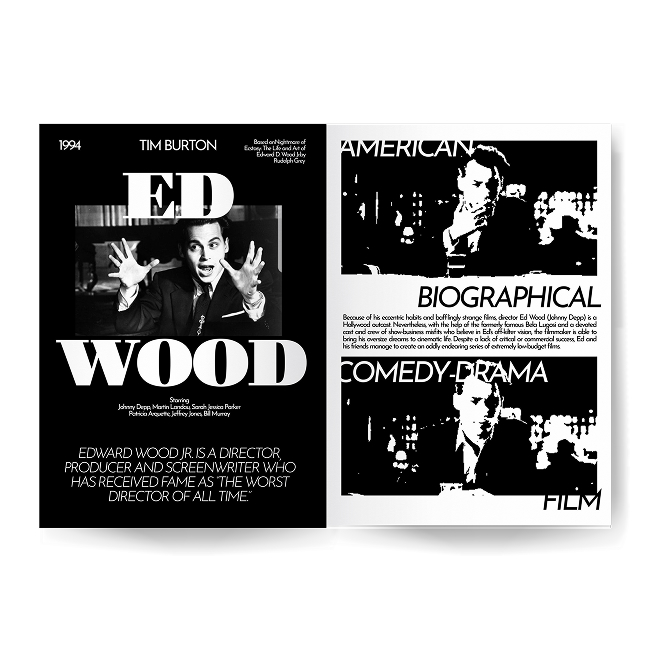 1994
TIM BURTON
Based onNightmare of
Ecstasy: The Life and Art of
Edward D. Wood Jr.by
Rudolph Grey
ED
WOOD
Starring
Johnny Depp, Martin Landau, Sarah Jessica Parker
Patricia Arquette, Jeffrey Jones, Bill Murray
EDWARD WOOD JR. IS A DIRECTOR,
PRODUCER AND SCREENWRITER WHO
HAS RECEIVED FAME AS "THE WORST
DIRECTOR OF ALL TIME."
AMERICAN
BIOGRAPHICAL
Because of his eccentric habits and bafflingly strange films, director Ed Wood (Johnny Depp) is a
Hollywood outcast. Nevertheless, with the help of the formerly famous Bela Lugosi and a devoted
cast and crew of show-business misfits who believe in Ed's off-kilter vision, the filmmaker is able to
bring his oversize dreams to cinematic life. Despite a lack of critical or commercial success, Ed and
his friends manage to create an oddly endearing series of extremely low-budget films.
COMEDY-DRAMA
FILM